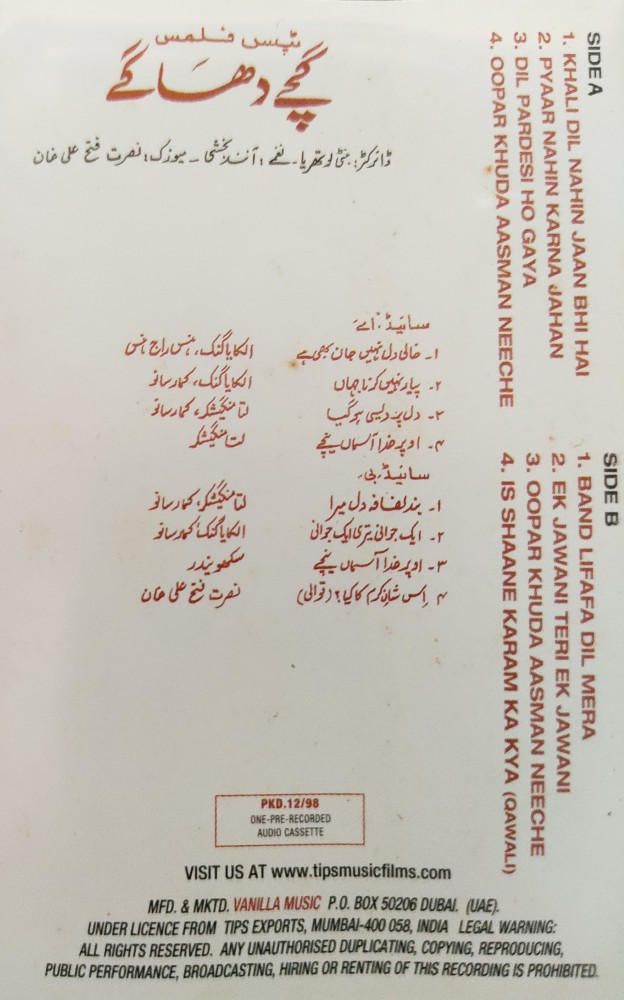 ٹپس فلمس
کچے دھاگے
ڈائرکٹر: ملن لوتھریا۔ نغمے: آنند بخشی۔ میوزک: نصرت فتح علی خان
سائیڈ: اے
۱۔ خالی دل نہیں جان بھی ہے الکا یاگنک، ہنس راج ہنس
۲۔ پیار نہیں کرنا جہاں الکا یاگنک، کمار سانو
۳۔ دل پردیسی ہو گیا لتا منگیشکر، کمار سانو
۴۔ اوپر خدا آسماں نیچے لتا منگیشکر
سائیڈ: بی
۱۔ بند لفافہ دل میرا لتا منگیشکر، کمار سانو
۲۔ ایک جوانی تیری ایک جوانی الکا یاگنک، کمار سانو
۳۔ اوپر خدا آسماں نیچے سکھویندر
۴۔ اِس شانِ کرم کا کیا؟ (قوالی) نصرت فتح علی خان
SIDE A
1. KHALI DIL NAHIN JAAN BHI HAI
2. PYAAR NAHIN KARNA JAHAN
3. DIL PARDESI HO GAYA
4. OOPAR KHUDA AASMAN NEECHE
SIDE B
1. BAND LIFAFA DIL MERA
2. EK JAWANI TERI EK JAWANI
3. OOPAR KHUDA AASMAN NEECHE
4. IS SHAANE KARAM KA KYA (QAWALI)
PKD.12/98
ONE-PRE-RECORDED
AUDIO CASSETTE
VISIT US AT www.tipsmusicfilms.com
MFD. & MKTD. VANILLA MUSIC P.O. BOX 50206 DUBAI. (UAE).
UNDER LICENCE FROM TIPS EXPORTS, MUMBAI-400 058, INDIA LEGAL WARNING:
ALL RIGHTS RESERVED. ANY UNAUTHORISED DUPLICATING, COPYING, REPRODUCING,
PUBLIC PERFORMANCE, BROADCASTING, HIRING OR RENTING OF THIS RECORDING IS PROHIBITED.